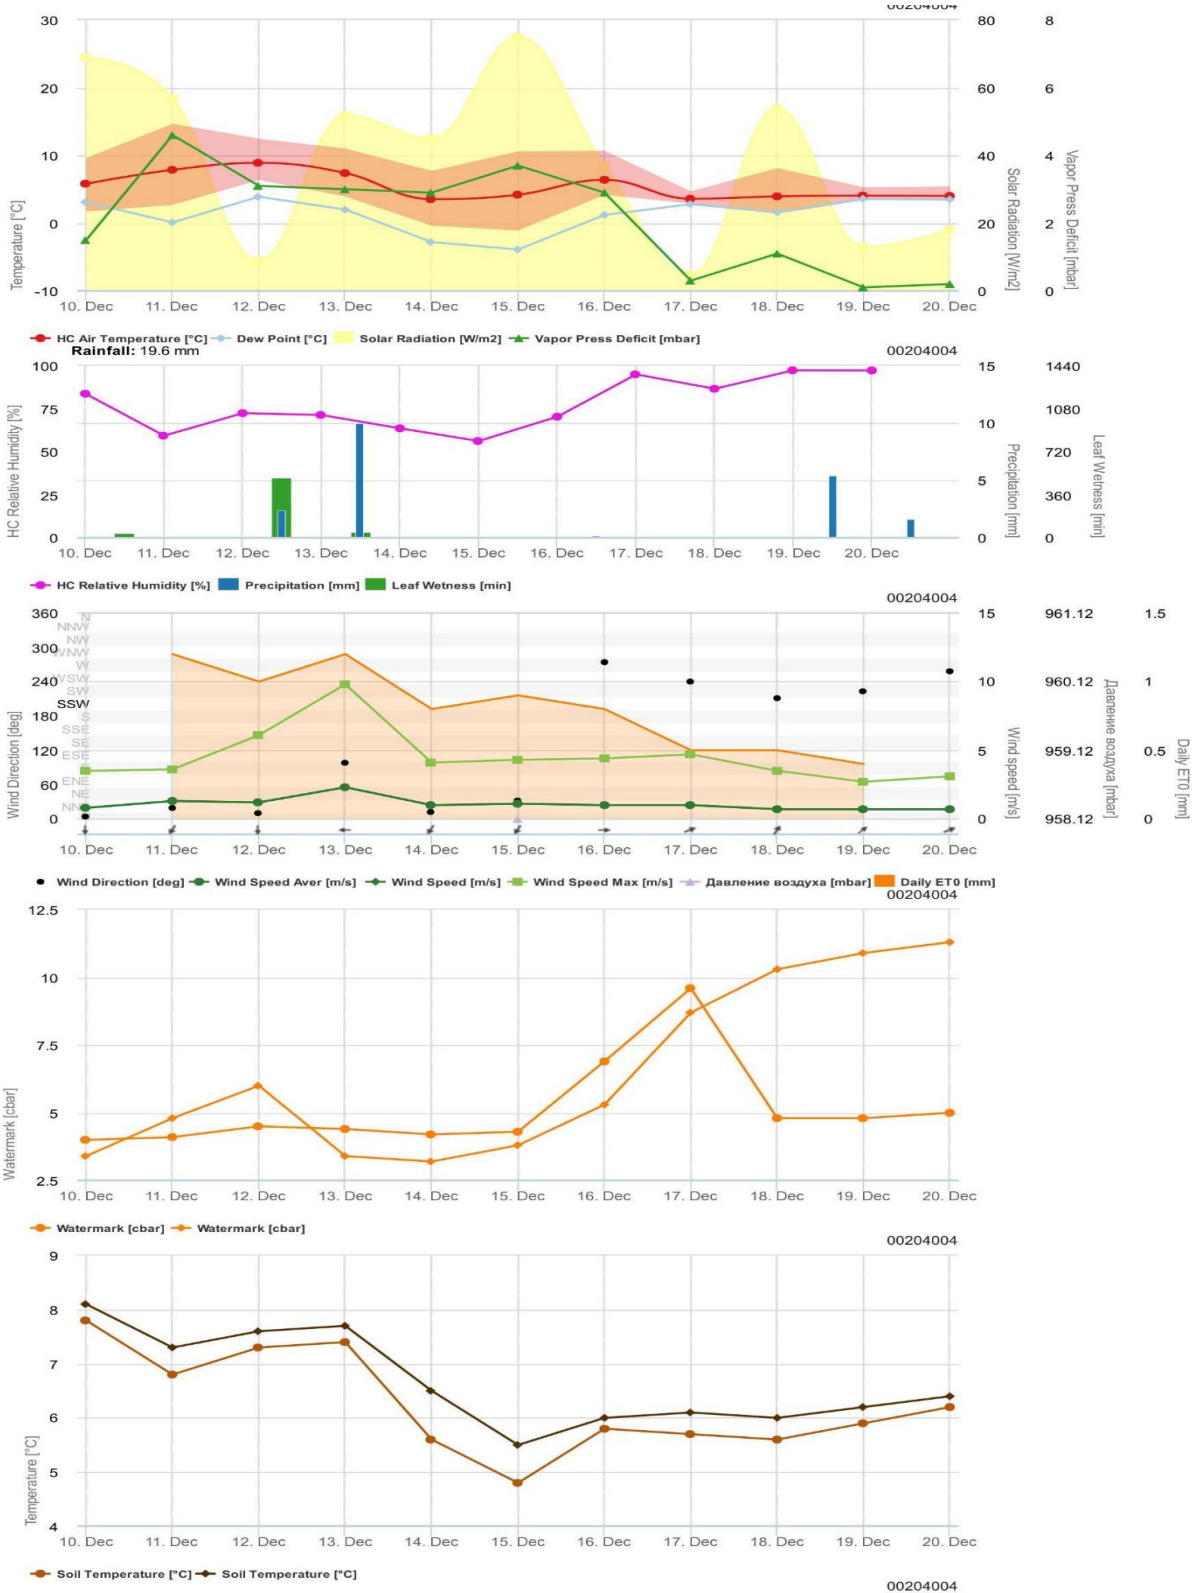 00204004
30 20 10 0 -10
Temperature [°C]
80 60 40 20 0
Solar Radiation [W/m2]
8 6 4 2 0
Vapor Press Deficit [mbar]
10. Dec 11. Dec 12. Dec 13. Dec 14. Dec 15. Dec 16. Dec 17. Dec 18. Dec 19. Dec 20. Dec
HC Air Temperature [°C] Dew Point [°C] Solar Radiation [W/m2] Vapor Press Deficit [mbar]
Rainfall: 19.6 mm
00204004
100 75 50 25 0
HC Relative Humidity [%]
15 10 5 0
Precipitation [mm]
1440 1080 720 360 0
Leaf Wetness [min]
10. Dec 11. Dec 12. Dec 13. Dec 14. Dec 15. Dec 16. Dec 17. Dec 18. Dec 19. Dec 20. Dec
HC Relative Humidity [%] Precipitation [mm] Leaf Wetness [min]
00204004
360 300 240 180 120 60 0
Wind Direction [deg]
N
NNW
NW
WNW
W
WSW
SW
SSW
S
SSE
SE
ESE
ENE
NE
15 10 5 0
Wind speed [m/s]
961.12 960.12 959.12 958.12
Давление воздуха [mbar]
1.5 1 0.5 0
Daily ET0 [mm]
10. Dec 11. Dec 12. Dec 13. Dec 14. Dec 15. Dec 16. Dec 17. Dec 18. Dec 19. Dec 20. Dec
Wind Direction [deg] Wind Speed Aver [m/s] Wind Speed [m/s] Wind Speed Max [m/s] Давление воздуха [mbar] Daily ET0 [mm]
00204004
12.5 10 7.5 5 2.5
Watermark [cbar]
10. Dec 11. Dec 12. Dec 13. Dec 14. Dec 15. Dec 16. Dec 17. Dec 18. Dec 19. Dec 20. Dec
Watermark [cbar] Watermark [cbar]
00204004
9 8 7 6 5 4
Temperature [°C]
10. Dec 11. Dec 12. Dec 13. Dec 14. Dec 15. Dec 16. Dec 17. Dec 18. Dec 19. Dec 20. Dec
Soil Temperature [°C] Soil Temperature [°C]
00204004